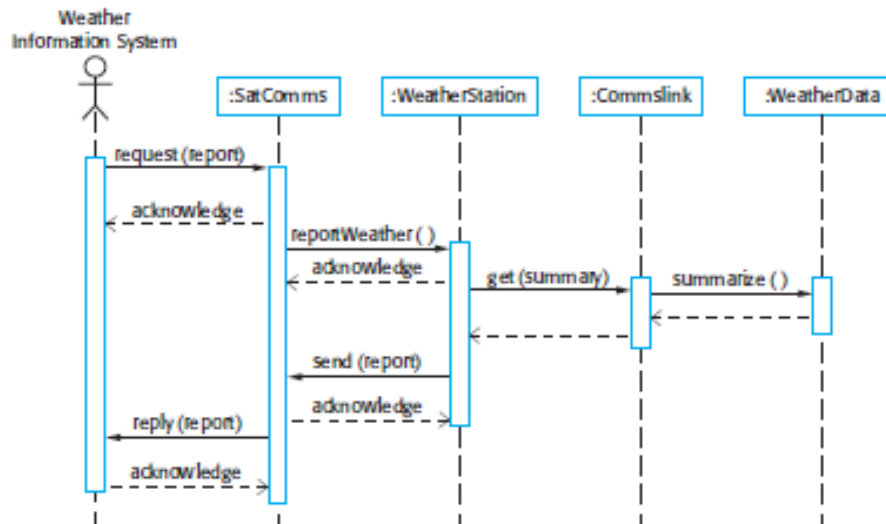 Weather
Information System
:SatComms
:WeatherStation
:Commslink
:WeatherData
request (report)
acknowledge
reportWeather ( )
acknowledge
get (summary)
summarize ( )
send (report)
acknowledge
reply (report)
acknowledge